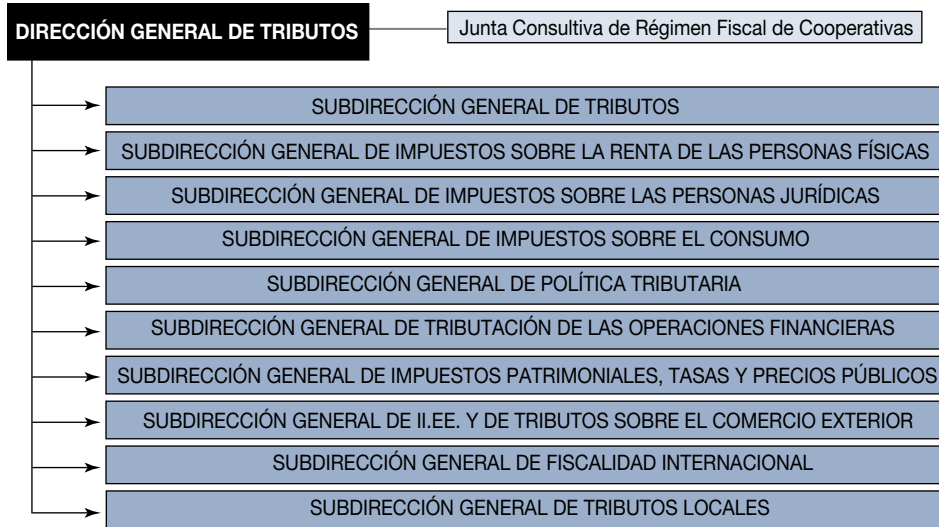 DIRECCIÓN GENERAL DE TRIBUTOS
Junta Consultiva de Régimen Fiscal de Cooperativas
SUBDIRECCIÓN GENERAL DE TRIBUTOS
SUBDIRECCIÓN GENERAL DE IMPUESTOS SOBRE LA RENTA DE LAS PERSONAS FÍSICAS
SUBDIRECCIÓN GENERAL DE IMPUESTOS SOBRE LAS PERSONAS JURÍDICAS
SUBDIRECCIÓN GENERAL DE IMPUESTOS SOBRE EL CONSUMO
SUBDIRECCIÓN GENERAL DE POLÍTICA TRIBUTARIA
SUBDIRECCIÓN GENERAL DE TRIBUTACIÓN DE LAS OPERACIONES FINANCIERAS
SUBDIRECCIÓN GENERAL DE IMPUESTOS PATRIMONIALES, TASAS Y PRECIOS PÚBLICOS
SUBDIRECCIÓN GENERAL DE II.EE. Y DE TRIBUTOS SOBRE EL COMERCIO EXTERIOR
SUBDIRECCIÓN GENERAL DE FISCALIDAD INTERNACIONAL
SUBDIRECCIÓN GENERAL DE TRIBUTOS LOCALES